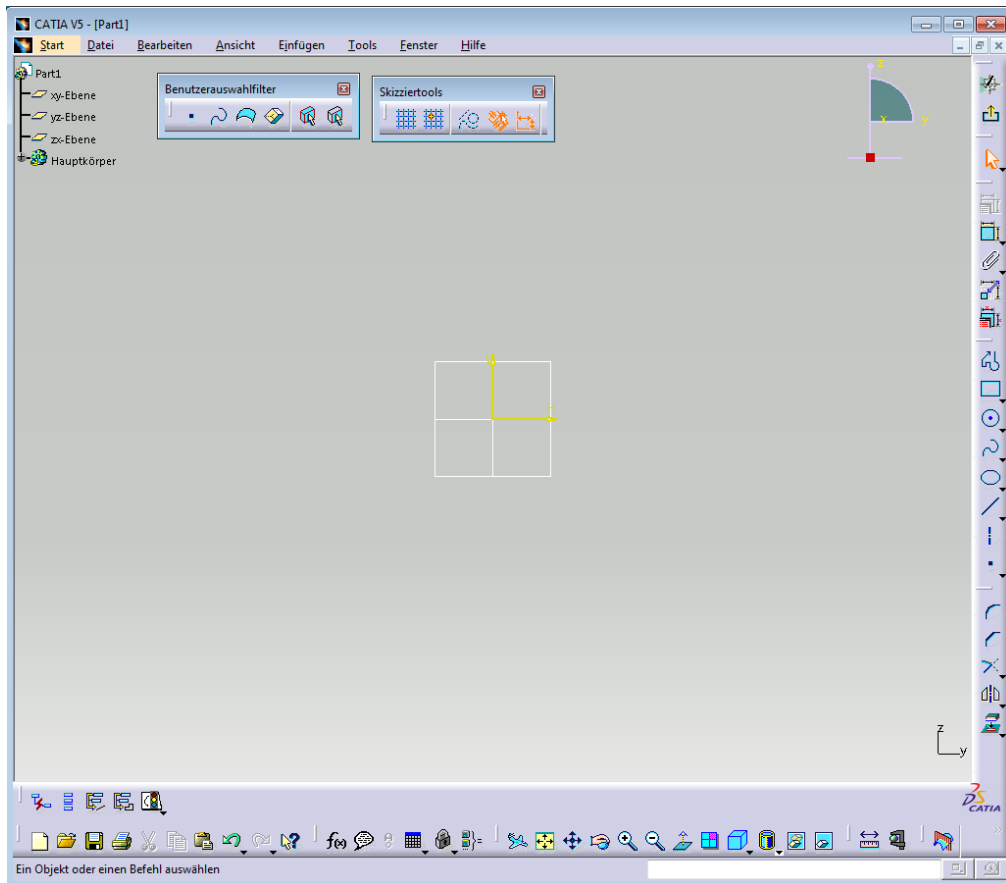 CATIA V5 - [Part1]
Start Datei Bearbeiten Ansicht Einfügen Tools Fenster Hilfe
Part1
xy-Ebene
yz-Ebene
zx-Ebene
Hauptkörper
Benutzerauswahlfilter
Skizziertools
z
x y
V
z
y
DS CATIA
f(x)
Ein Objekt oder einen Befehl auswählen